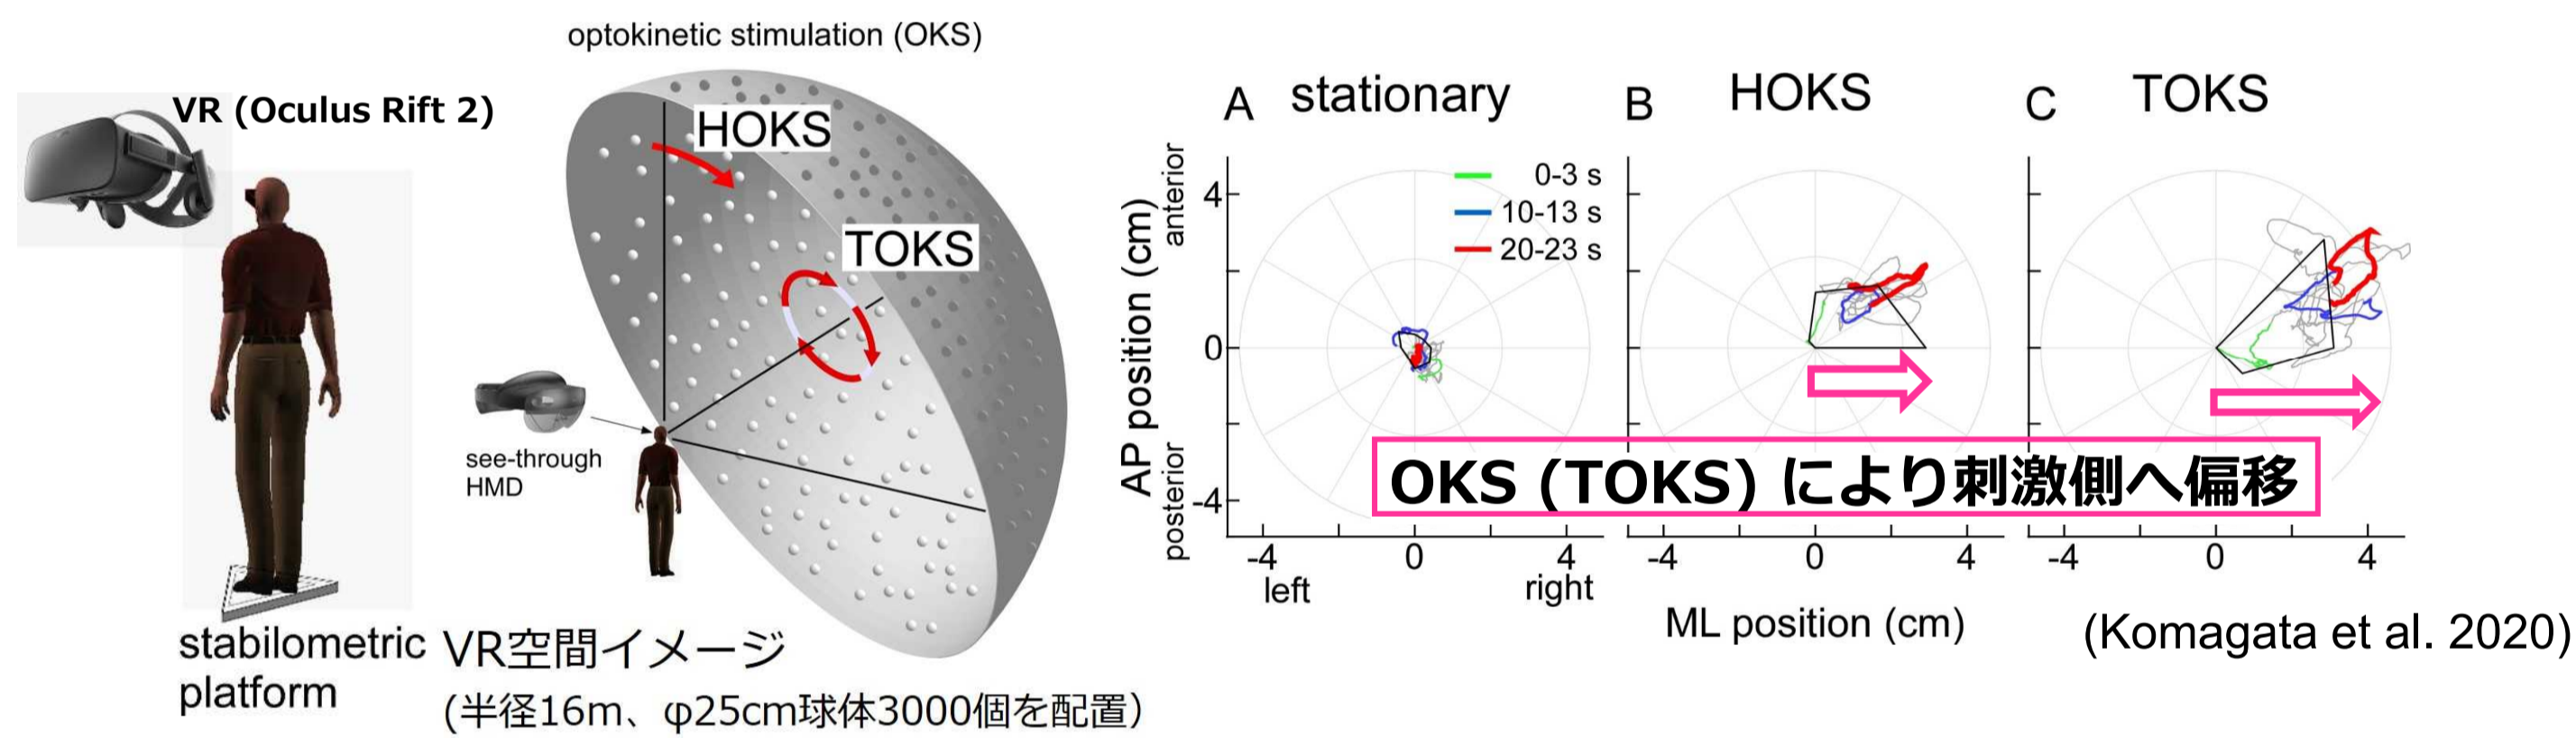 optokinetic stimulation (OKS)
VR (Oculus Rift 2)
HOKS
TOKS
see-through
HMD
stabilometric
platform
VR空間イメージ
(半径16m、φ25cm球体3000個を配置)
A stationary
B HOKS
C TOKS
0-3 s
10-13 s
20-23 s
AP position (cm)
anterior
posterior
4
0
-4
OKS (TOKS) により刺激側へ偏移
-4 0 4
-4 0 4
-4 0 4
left right
ML position (cm)
(Komagata et al. 2020)